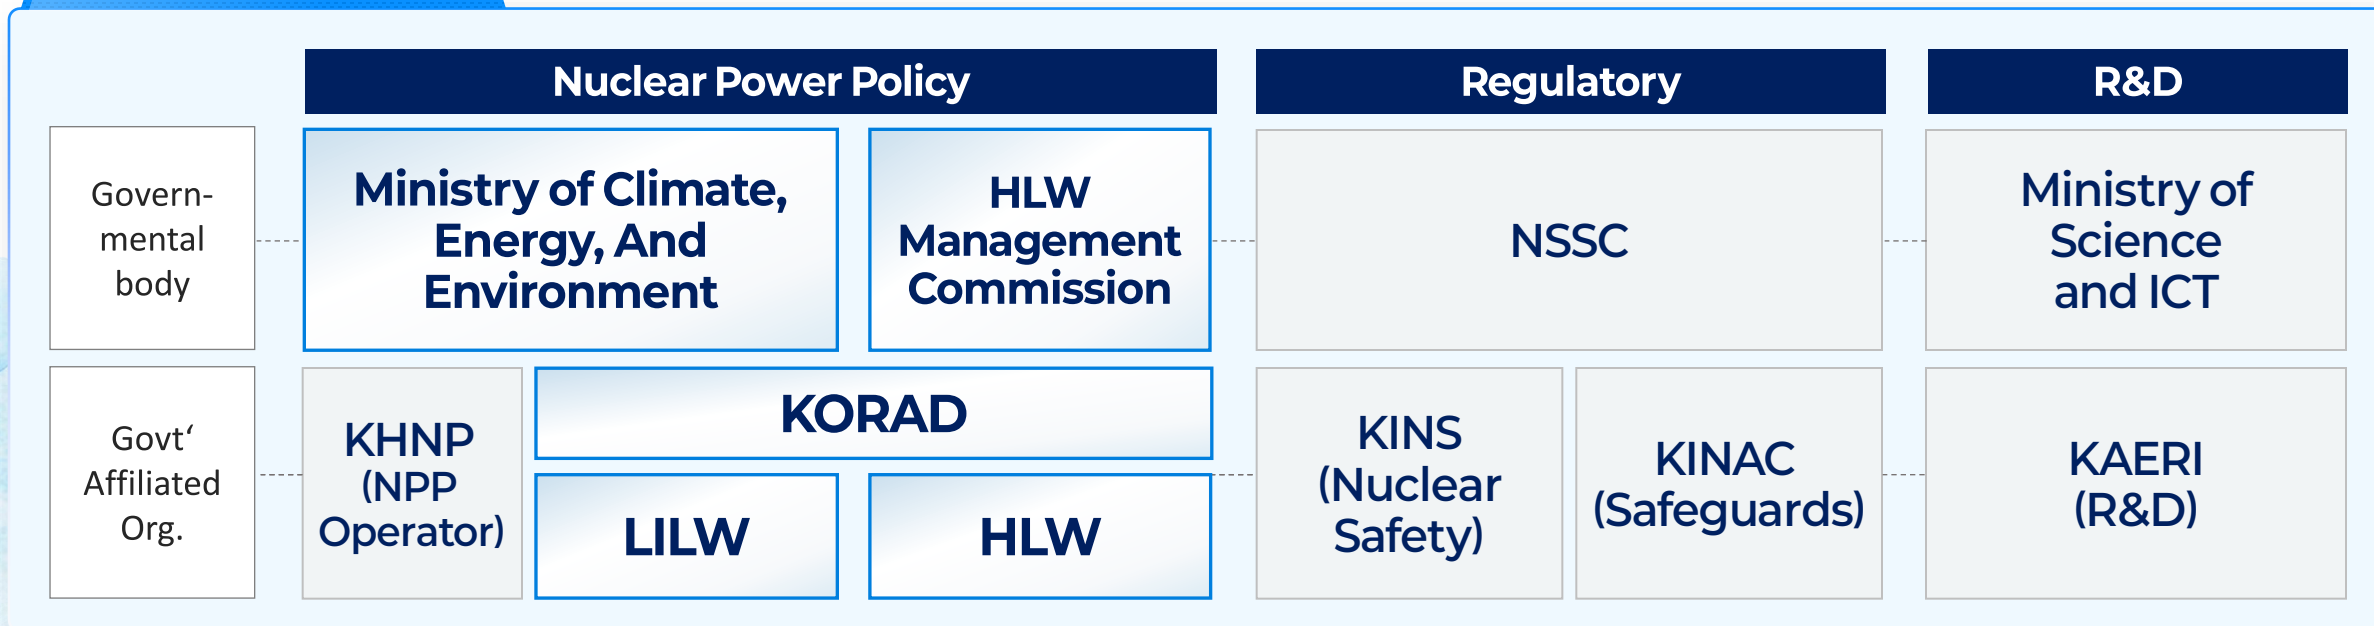 Nuclear Power Policy
Regulatory
R&D
Govern-
mental
body
Ministry of Climate,
Energy, And
Environment
HLW
Management
Commission
NSSC
Ministry of
Science
and ICT
Govt‘
Affiliated
Org.
KHNP
(NPP
Operator)
KORAD
LILW
HLW
KINS
(Nuclear
Safety)
KINAC
(Safeguards)
KAERI
(R&D)